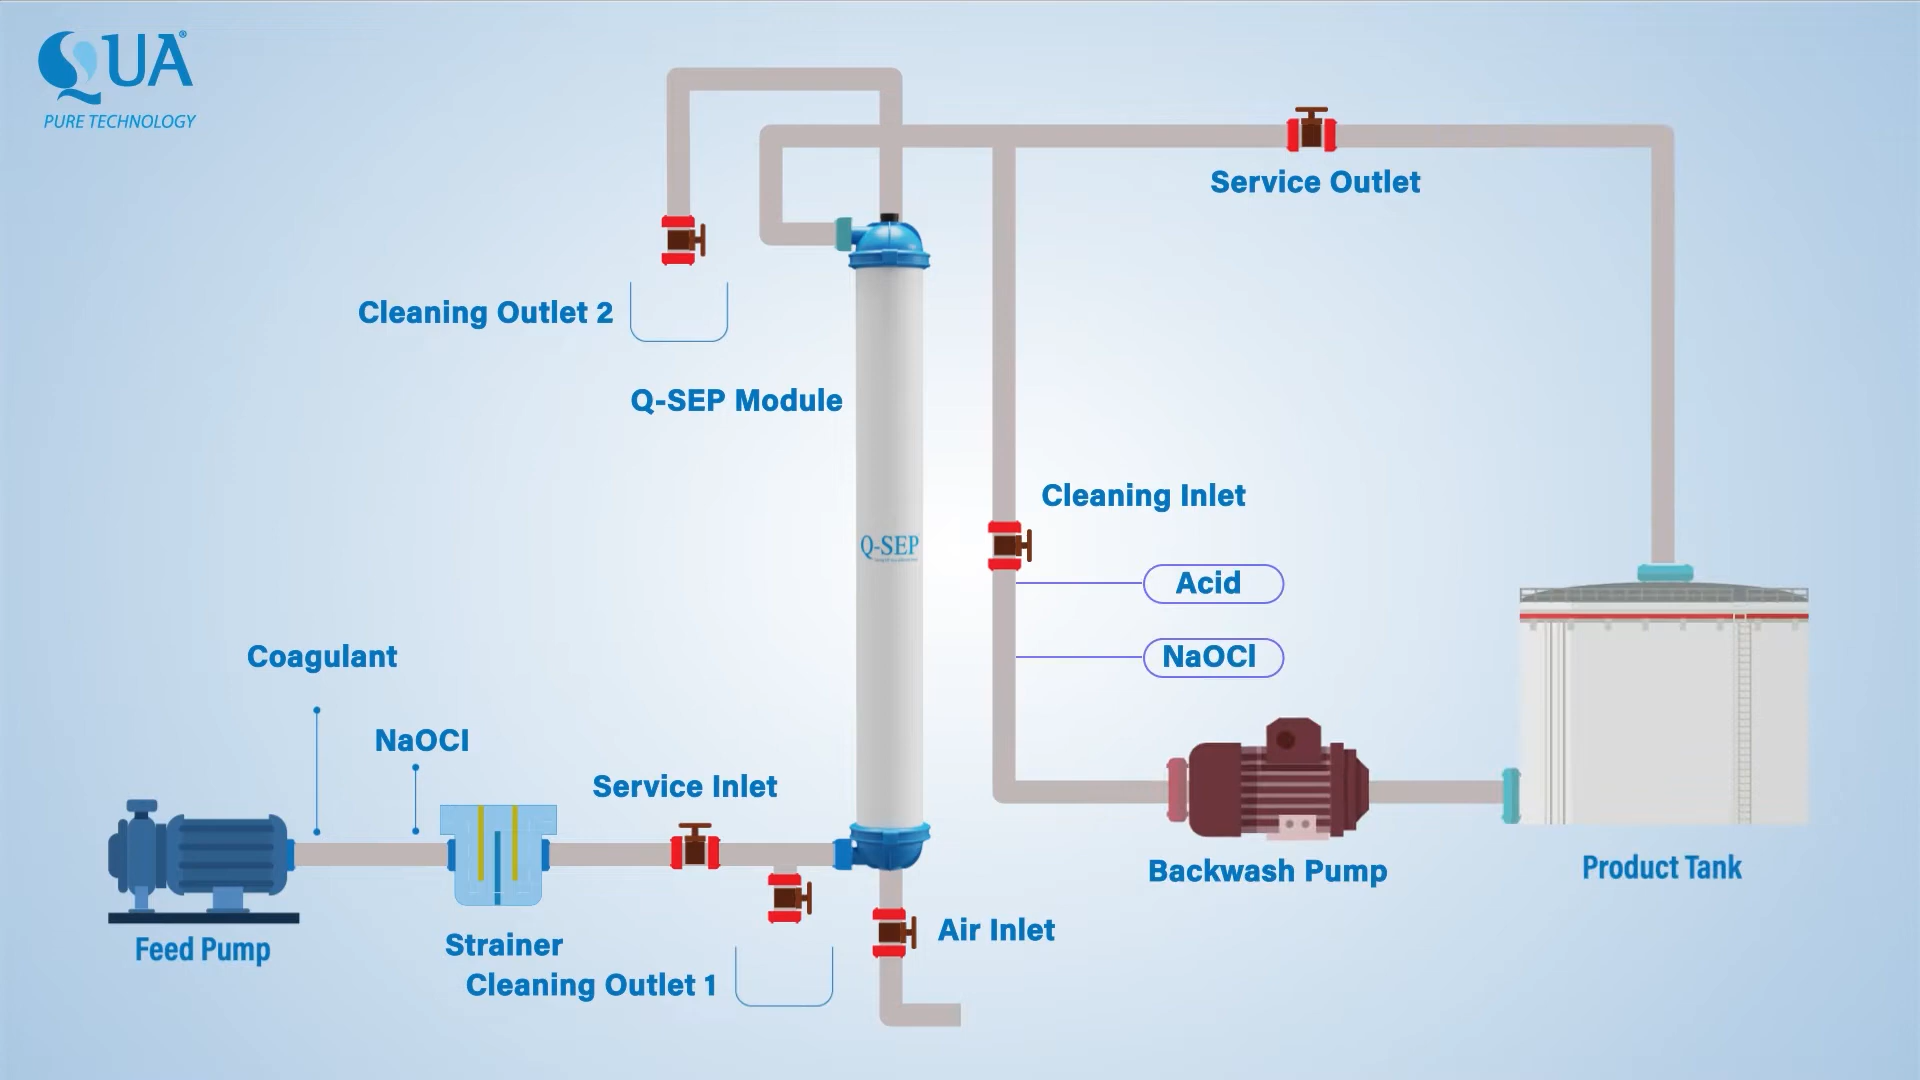 QUA®
PURE TECHNOLOGY
Service Outlet
Cleaning Outlet 2
Q-SEP Module
Cleaning Inlet
Q-SEP
Acid
NaOCl
Coagulant
NaOCl
Service Inlet
Backwash Pump
Product Tank
Air Inlet
Feed Pump
Strainer
Cleaning Outlet 1